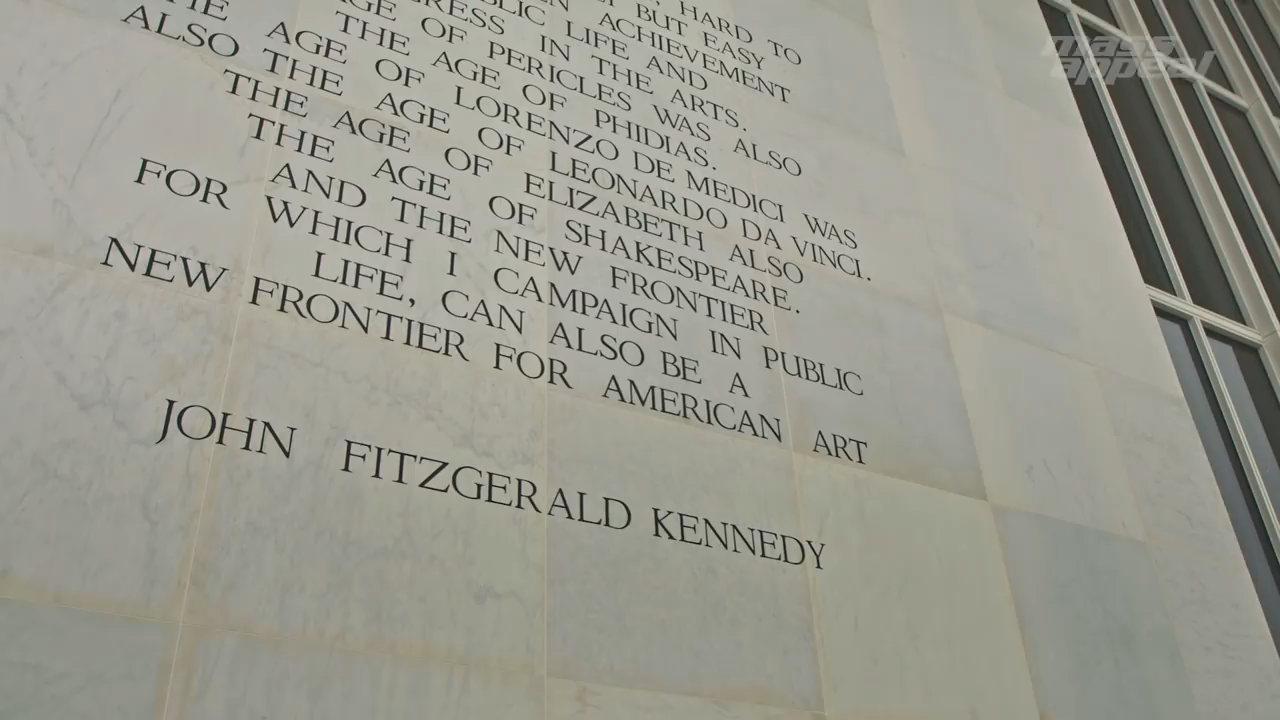 HARD TO
BUT EASY
ACHIEVEMENT
LIFE AND
IN THE ARTS.
AGE OF PERICLES WAS ALSO
THE AGE OF PHIDIAS.
THE AGE OF LORENZO DE MEDICI WAS
ALSO THE AGE OF LEONARDO DA VINCI.
THE AGE OF ELIZABETH ALSO
THE AGE OF SHAKESPEARE.
AND THE NEW FRONTIER
FOR WHICH I CAMPAIGN IN PUBLIC
LIFE, CAN ALSO BE A
NEW FRONTIER FOR AMERICAN ART
JOHN FITZGERALD KENNEDY
mass
appeal